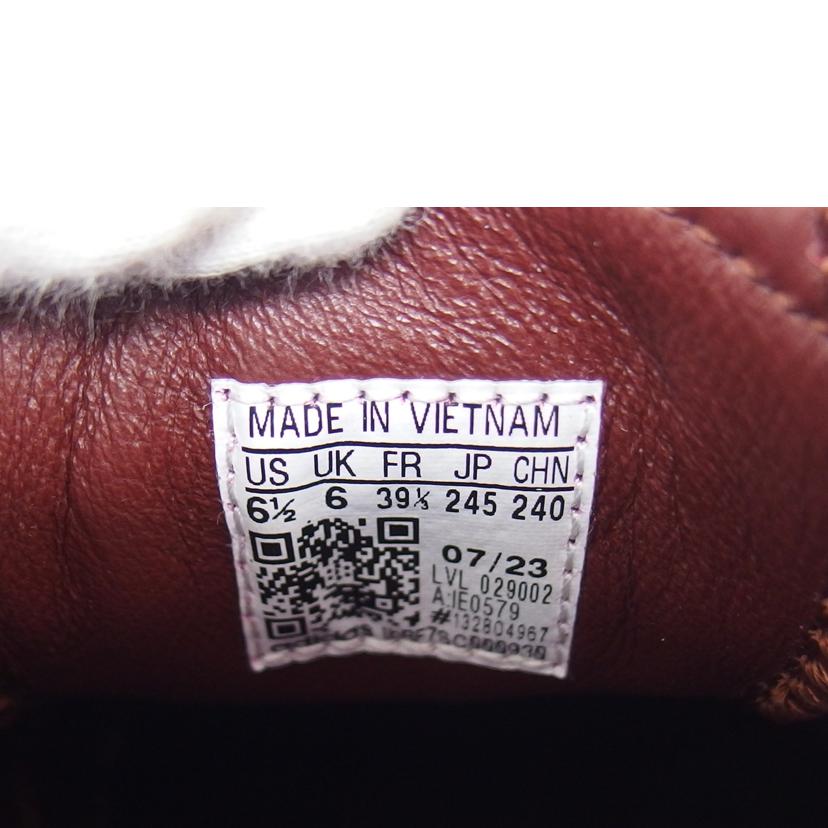 MADE IN VIETNAM
US UK FR JP CHN
6½ 6 39⅓ 245 240
07/23
LVL 029002
A:IE0579
#132804967